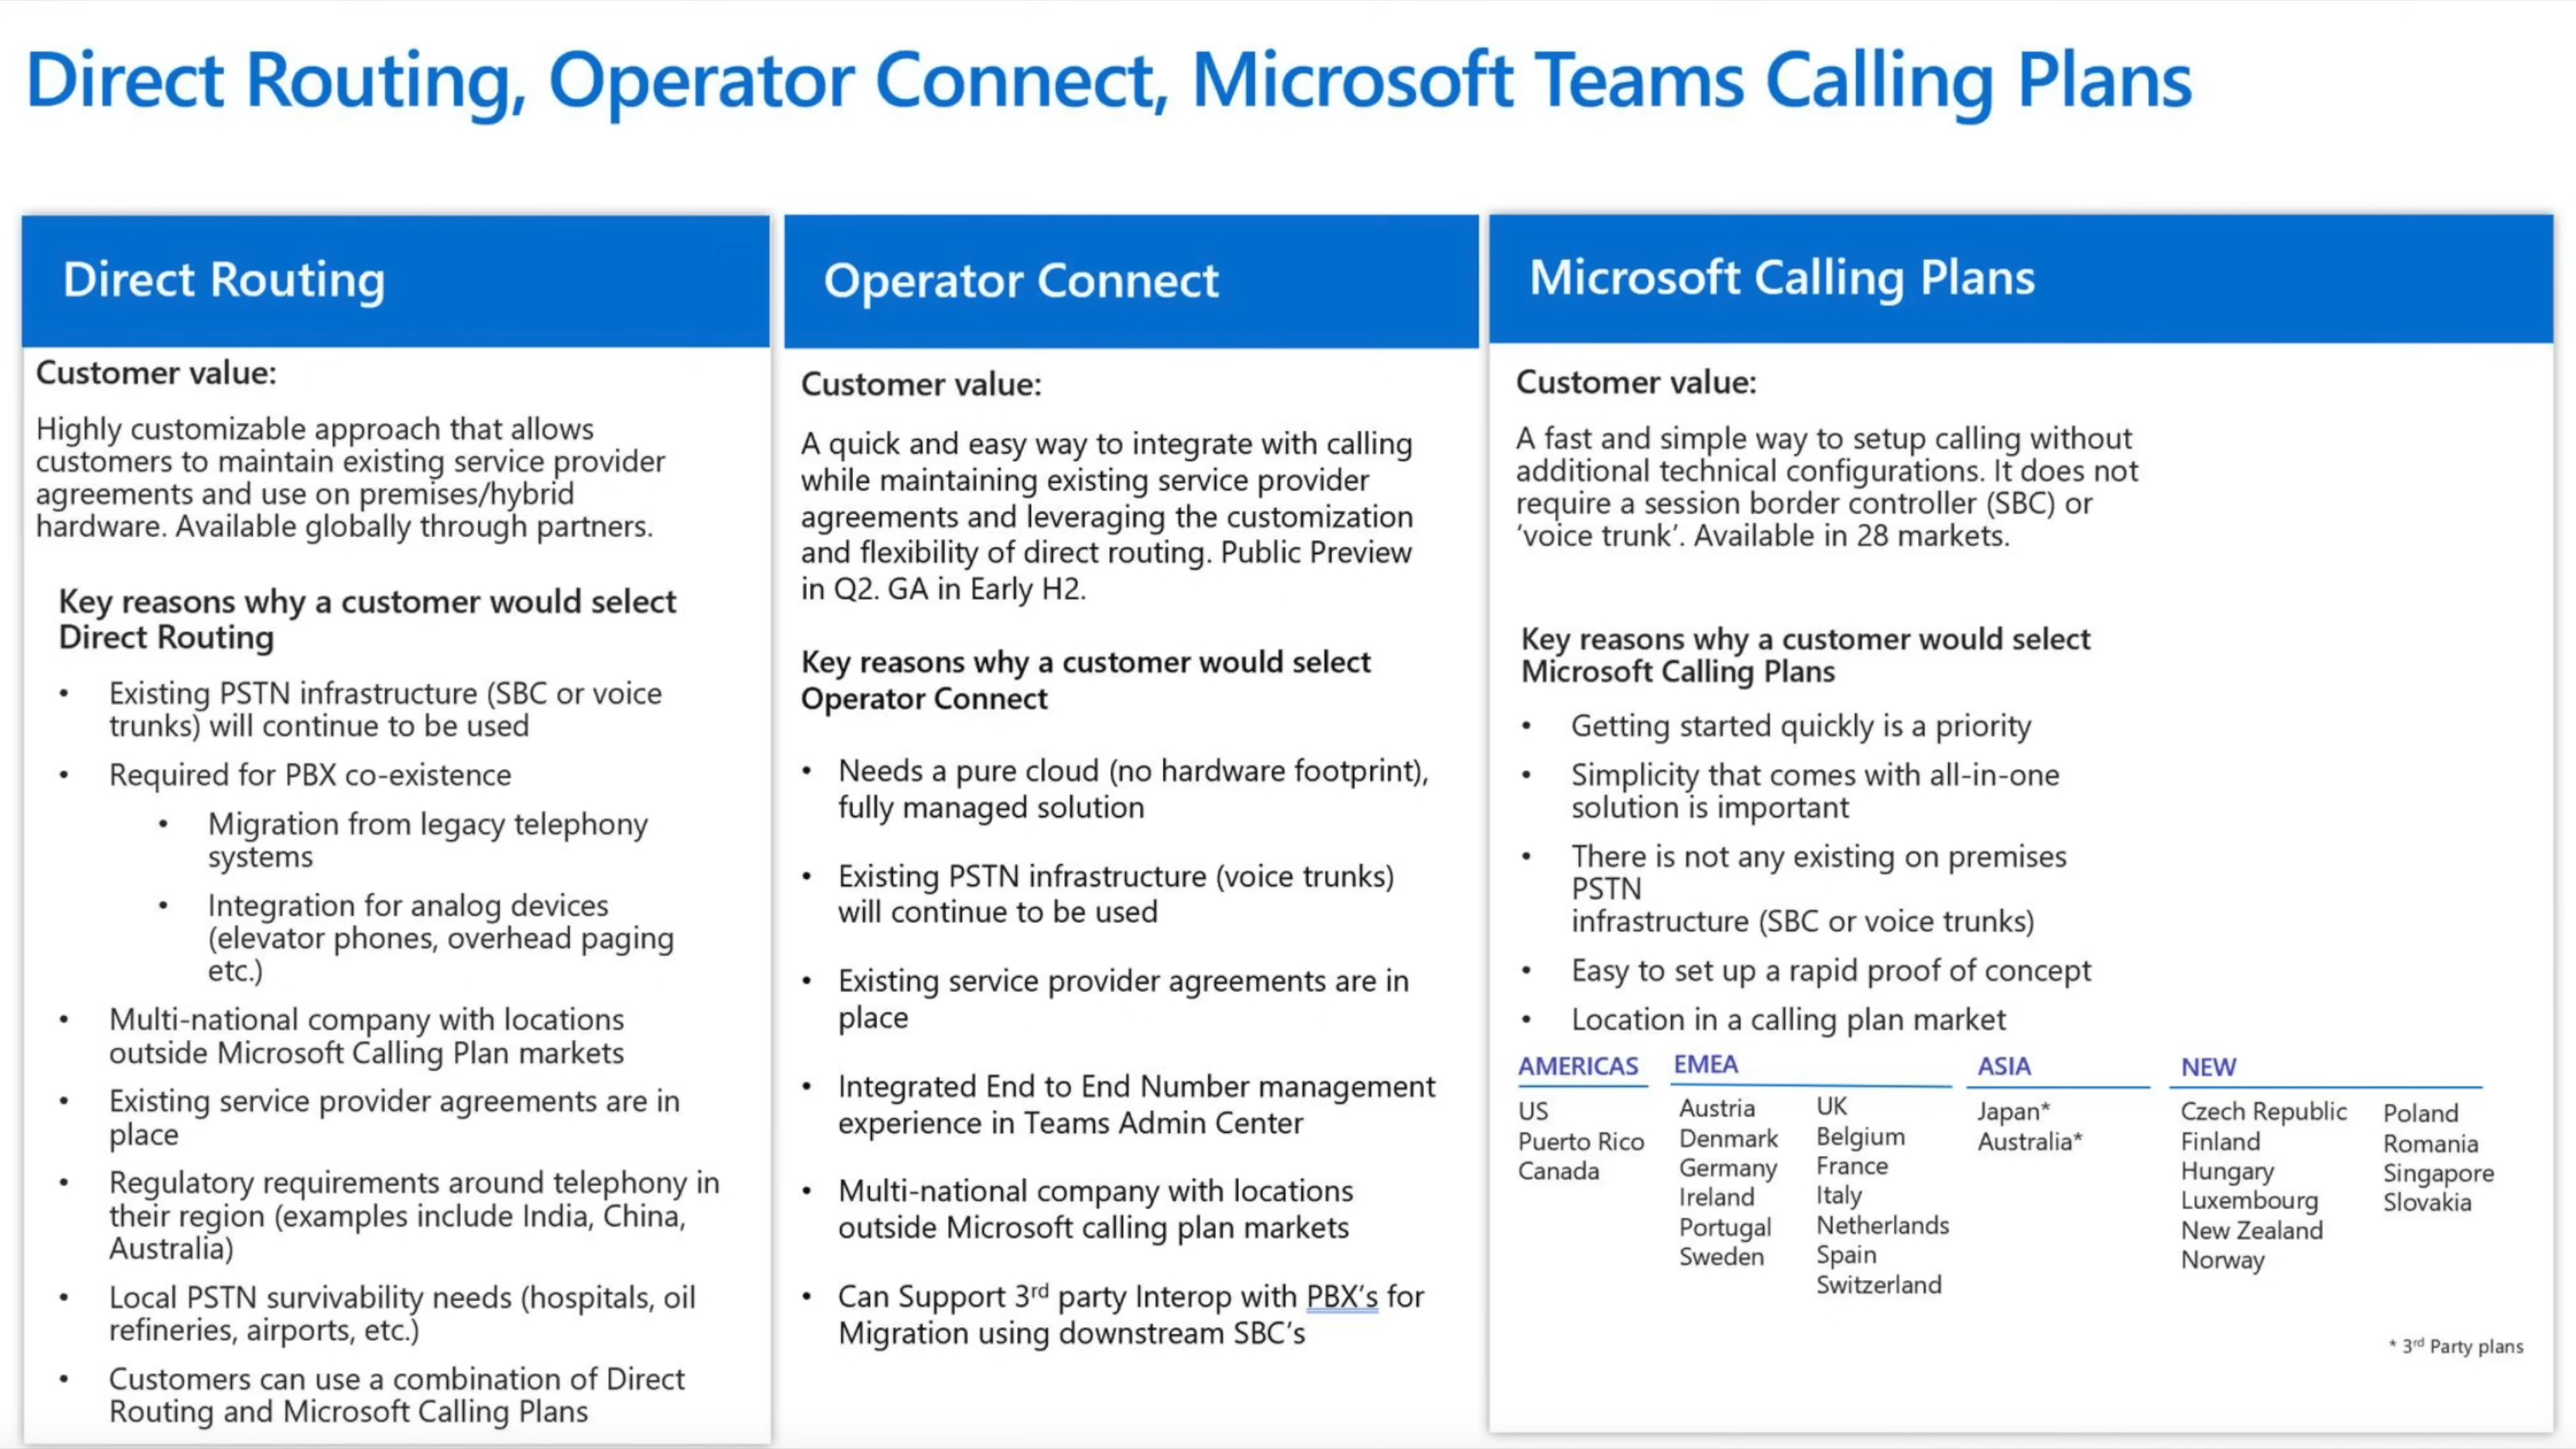 Direct Routing, Operator Connect, Microsoft Teams Calling Plans
Direct Routing
Customer value:
Highly customizable approach that allows
customers to maintain existing service provider
agreements and use on premises/hybrid
hardware. Available globally through partners.
Key reasons why a customer would select
Direct Routing
• Existing PSTN infrastructure (SBC or voice
trunks) will continue to be used
• Required for PBX co-existence
• Migration from legacy telephony
systems
• Integration for analog devices
(elevator phones, overhead paging
etc.)
• Multi-national company with locations
outside Microsoft Calling Plan markets
• Existing service provider agreements are in
place
• Regulatory requirements around telephony in
their region (examples include India, China,
Australia)
• Local PSTN survivability needs (hospitals, oil
refineries, airports, etc.)
• Customers can use a combination of Direct
Routing and Microsoft Calling Plans
Operator Connect
Customer value:
A quick and easy way to integrate with calling
while maintaining existing service provider
agreements and leveraging the customization
and flexibility of direct routing. Public Preview
in Q2. GA in Early H2.
Key reasons why a customer would select
Operator Connect
• Needs a pure cloud (no hardware footprint),
fully managed solution
• Existing PSTN infrastructure (voice trunks)
will continue to be used
• Existing service provider agreements are in
place
• Integrated End to End Number management
experience in Teams Admin Center
• Multi-national company with locations
outside Microsoft calling plan markets
• Can Support 3rd party Interop with PBX's for
Migration using downstream SBC's
Microsoft Calling Plans
Customer value:
A fast and simple way to setup calling without
additional technical configurations. It does not
require a session border controller (SBC) or
‘voice trunk’. Available in 28 markets.
Key reasons why a customer would select
Microsoft Calling Plans
• Getting started quickly is a priority
• Simplicity that comes with all-in-one
solution is important
• There is not any existing on premises
PSTN
infrastructure (SBC or voice trunks)
• Easy to set up a rapid proof of concept
• Location in a calling plan market
AMERICAS
US
Puerto Rico
Canada
EMEA
Austria
Denmark
Germany
Ireland
Portugal
Sweden
UK
Belgium
France
Italy
Netherlands
Spain
Switzerland
ASIA
Japan*
Australia*
NEW
Czech Republic
Finland
Hungary
Luxembourg
New Zealand
Norway
Poland
Romania
Singapore
Slovakia
* 3rd Party plans